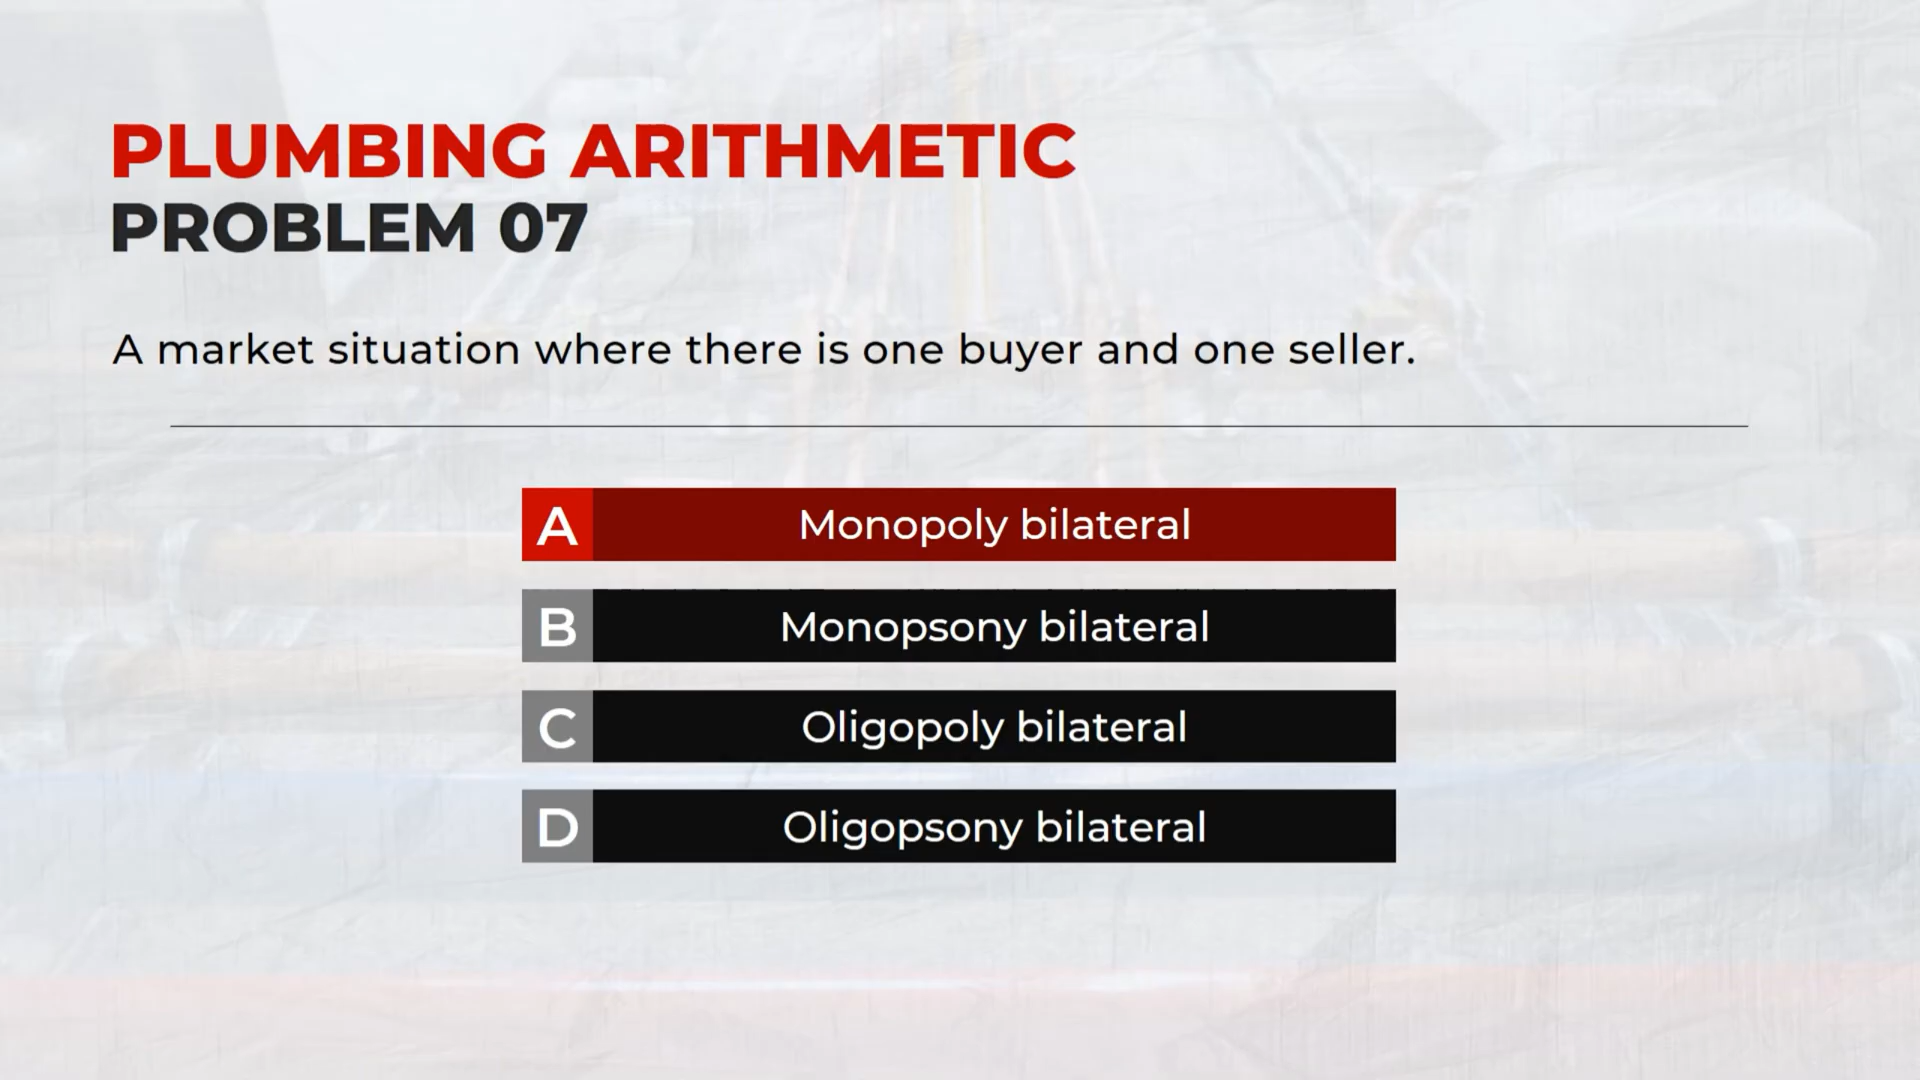 PLUMBING ARITHMETIC
PROBLEM 07
A market situation where there is one buyer and one seller.
A Monopoly bilateral
B Monopsony bilateral
C Oligopoly bilateral
D Oligopsony bilateral